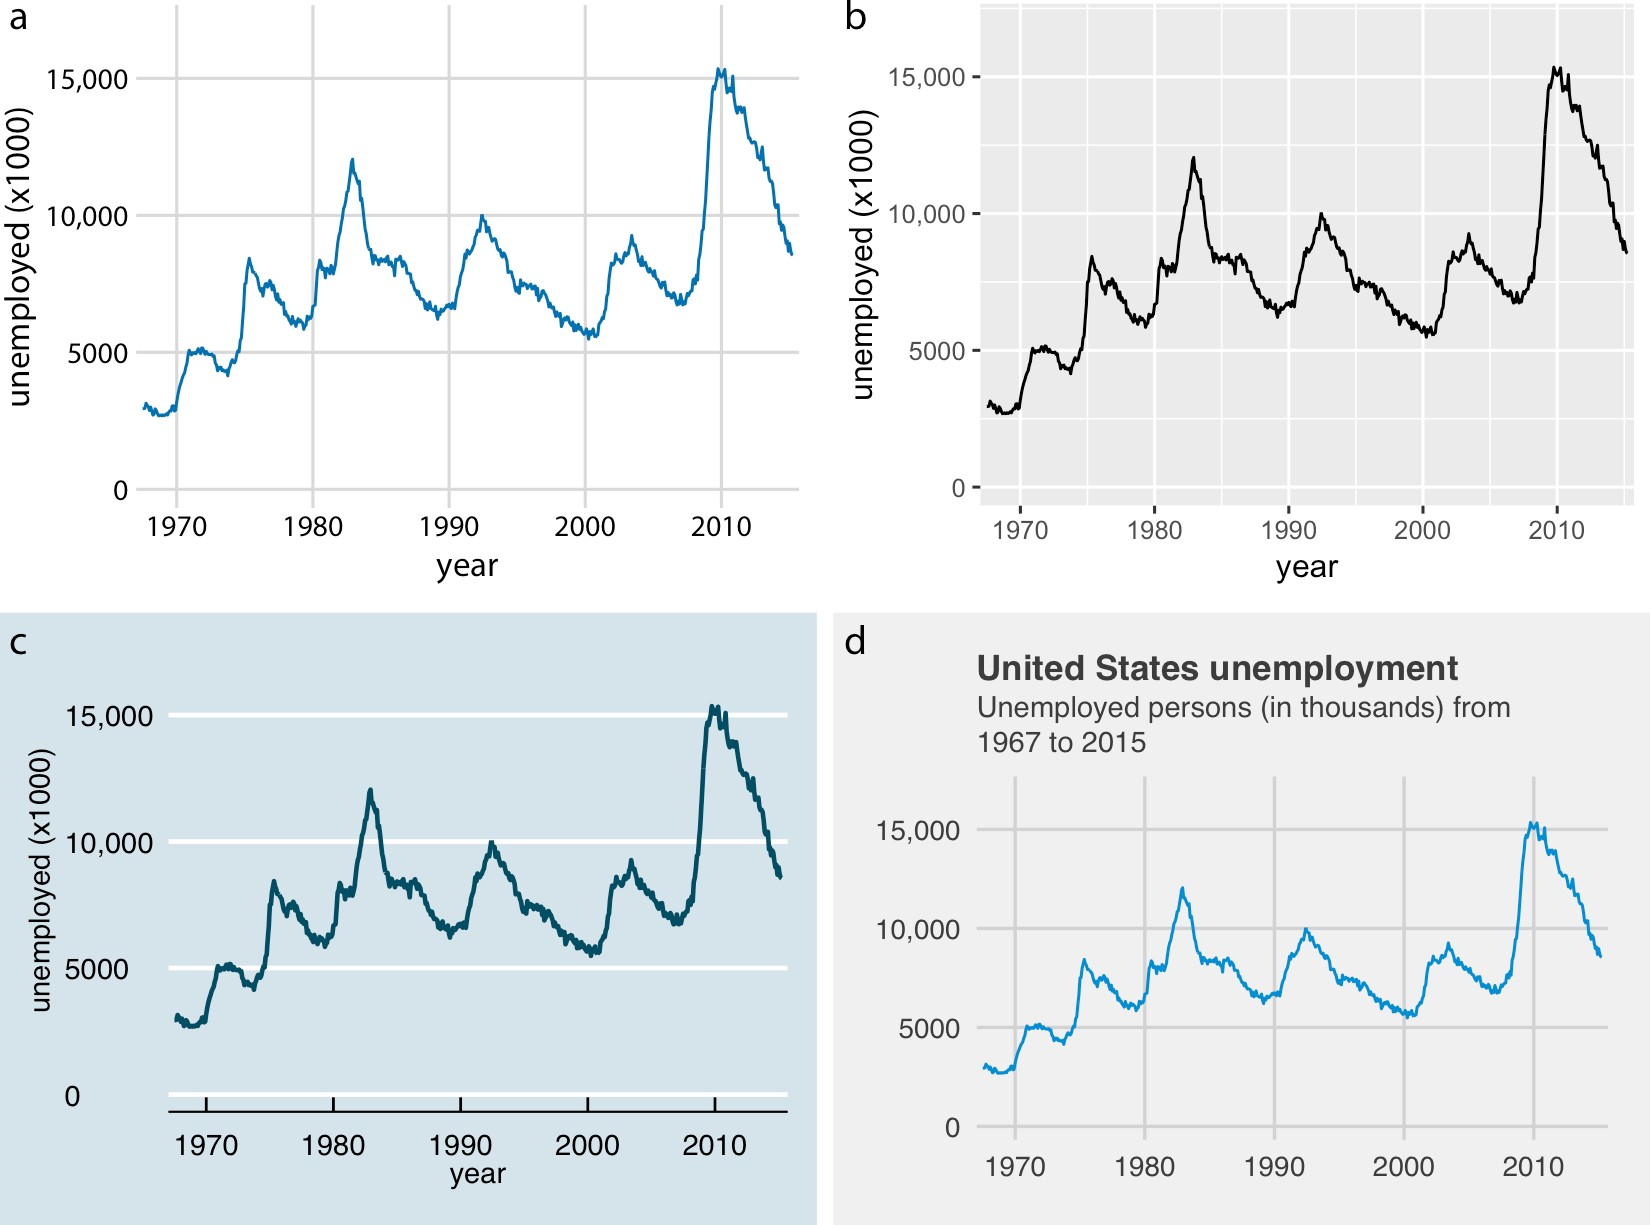 a
15,000
10,000
5000
0
unemployed (x1000)
1970 1980 1990 2000 2010
year
b
15,000
10,000
5000
0
unemployed (x1000)
1970 1980 1990 2000 2010
year
c
15,000
10,000
5000
0
unemployed (x1000)
1970 1980 1990 2000 2010
year
d
United States unemployment
Unemployed persons (in thousands) from
1967 to 2015
15,000
10,000
5000
0
1970 1980 1990 2000 2010